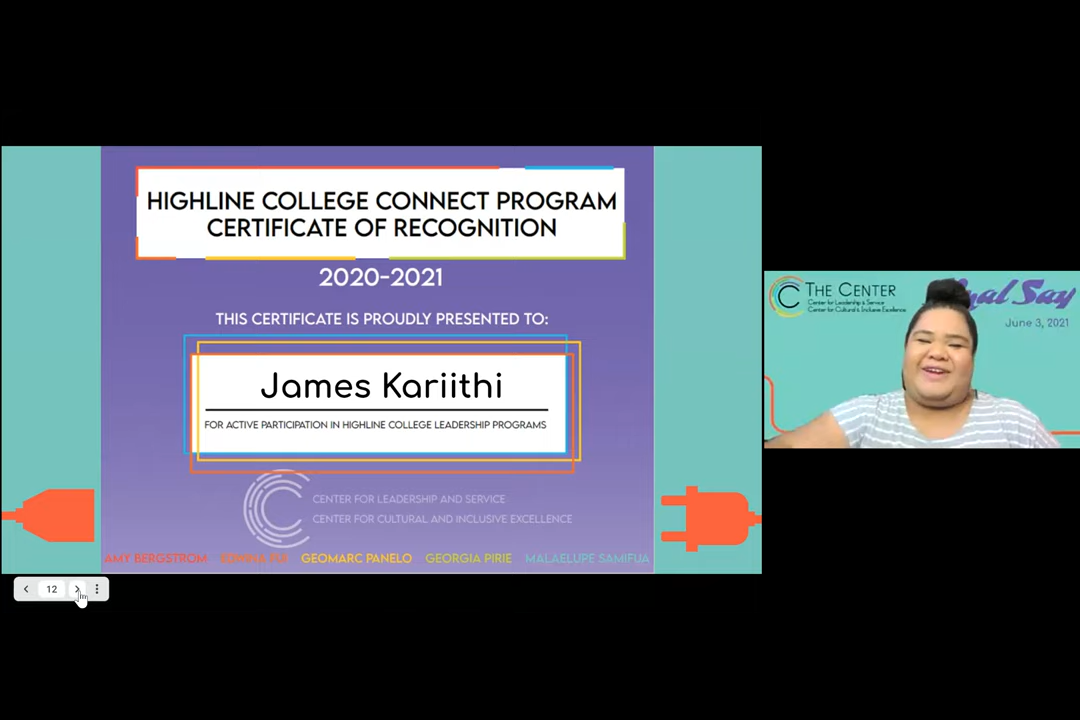 HIGHLINE COLLEGE CONNECT PROGRAM
CERTIFICATE OF RECOGNITION
2020-2021
THIS CERTIFICATE IS PROUDLY PRESENTED TO:
James Kariithi
FOR ACTIVE PARTICIPATION IN HIGHLINE COLLEGE LEADERSHIP PROGRAMS
CENTER FOR LEADERSHIP AND SERVICE
CENTER FOR CULTURAL AND INCLUSIVE EXCELLENCE
AMY BERGSTROM GEOMARC PANELO GEORGIA PIRIE MALAELUPE SAMIFUA
12
THE CENTER
Center for Leadership & Service
Center for Cultural & Inclusive Excellence
Say
June 3, 2021